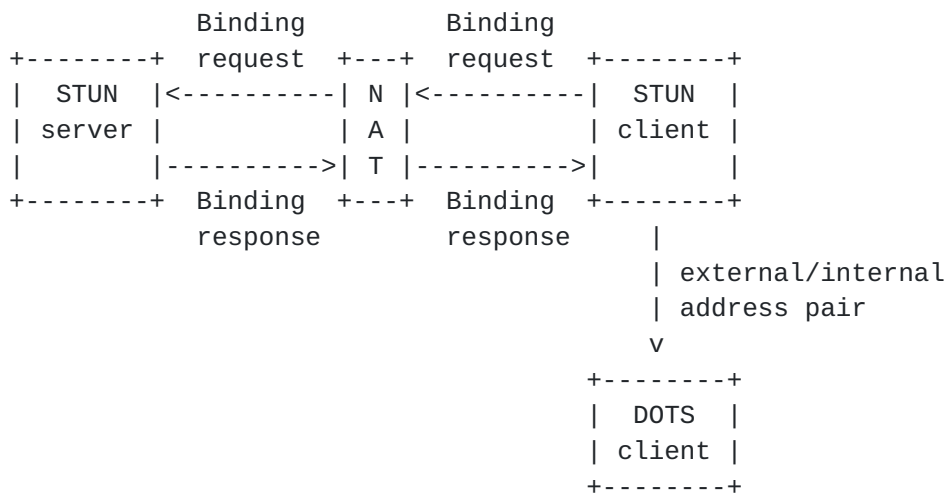 Binding Binding
+--------+ request +---+ request +--------+
| STUN |<----------| N |<----------| STUN |
| server | | A | | client |
| | |---------->| T |---------->| |
+--------+ Binding +---+ Binding +--------+
response response |
| external/internal
| address pair
v
+--------+
| DOTS |
| client |
+--------+